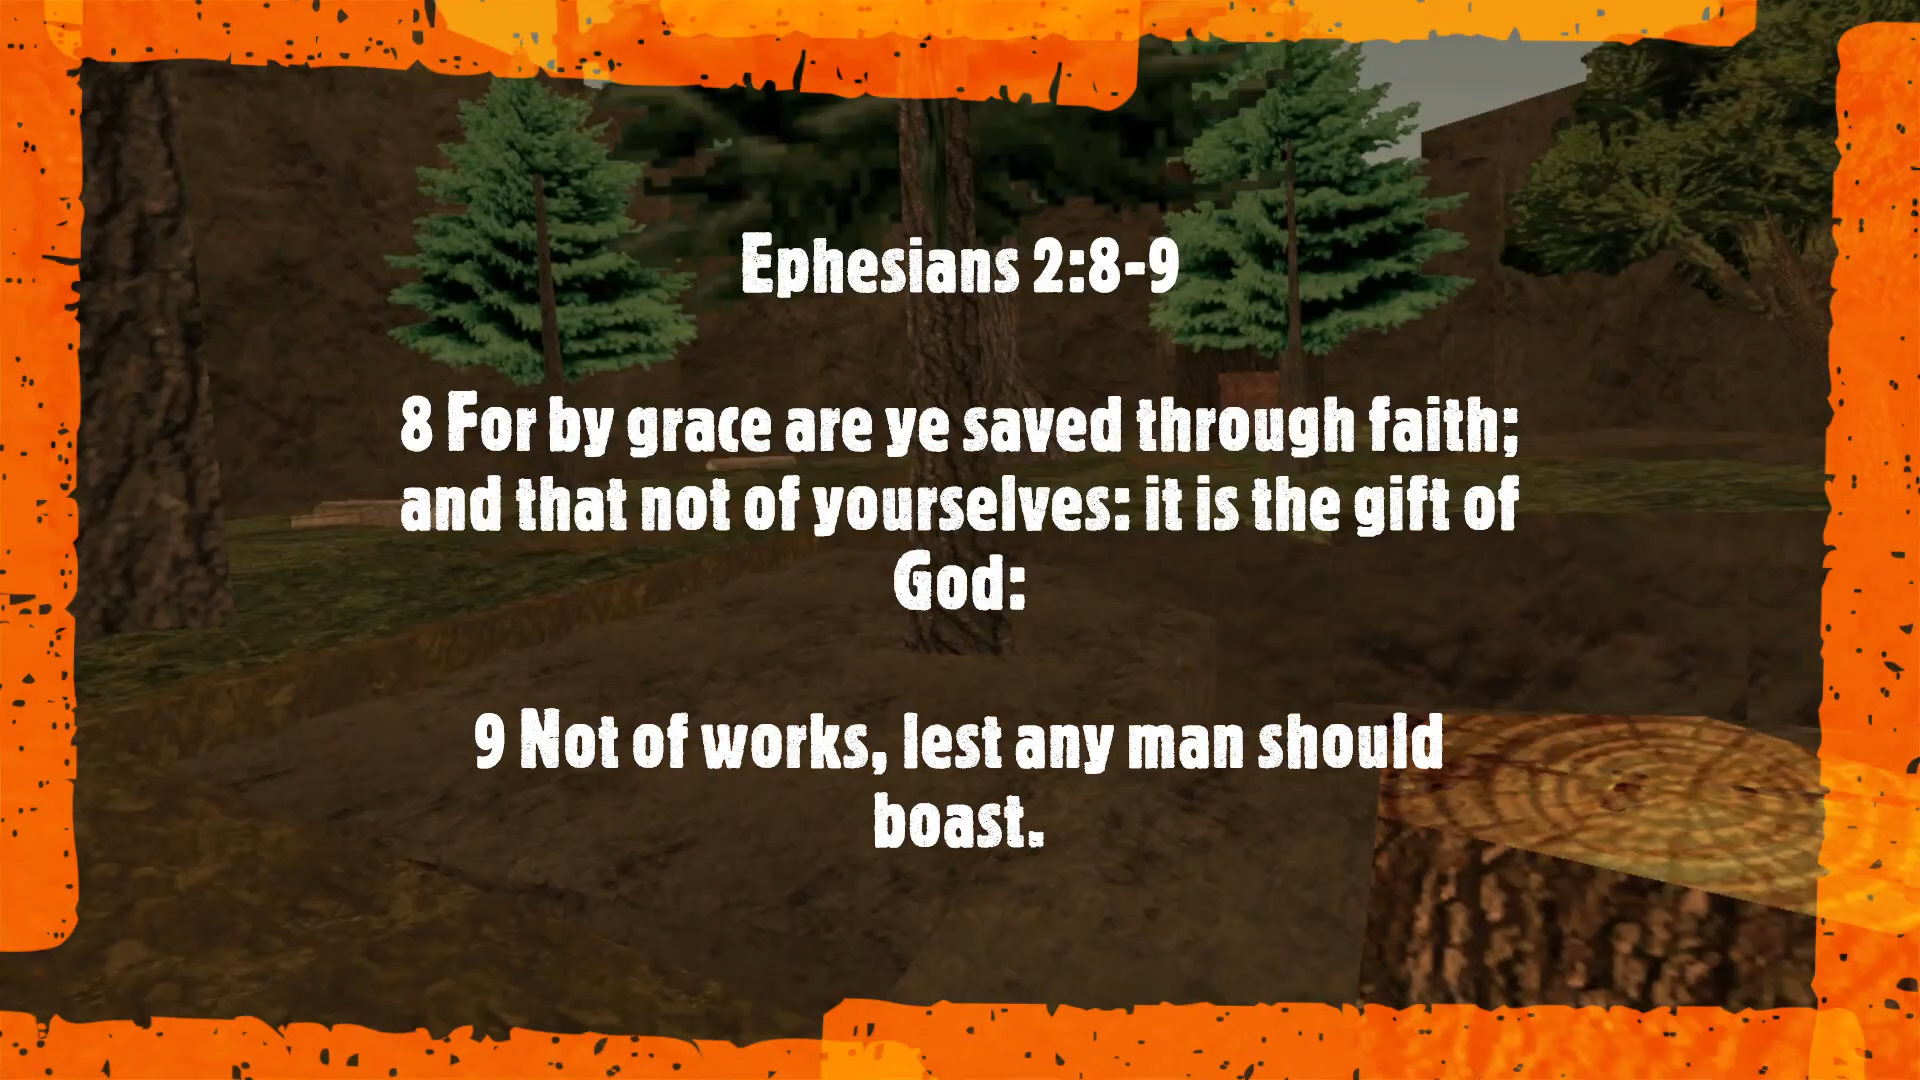 Ephesians 2:8-9
8 For by grace are ye saved through faith;
and that not of yourselves: it is the gift of
God:
9 Not of works, lest any man should
boast.